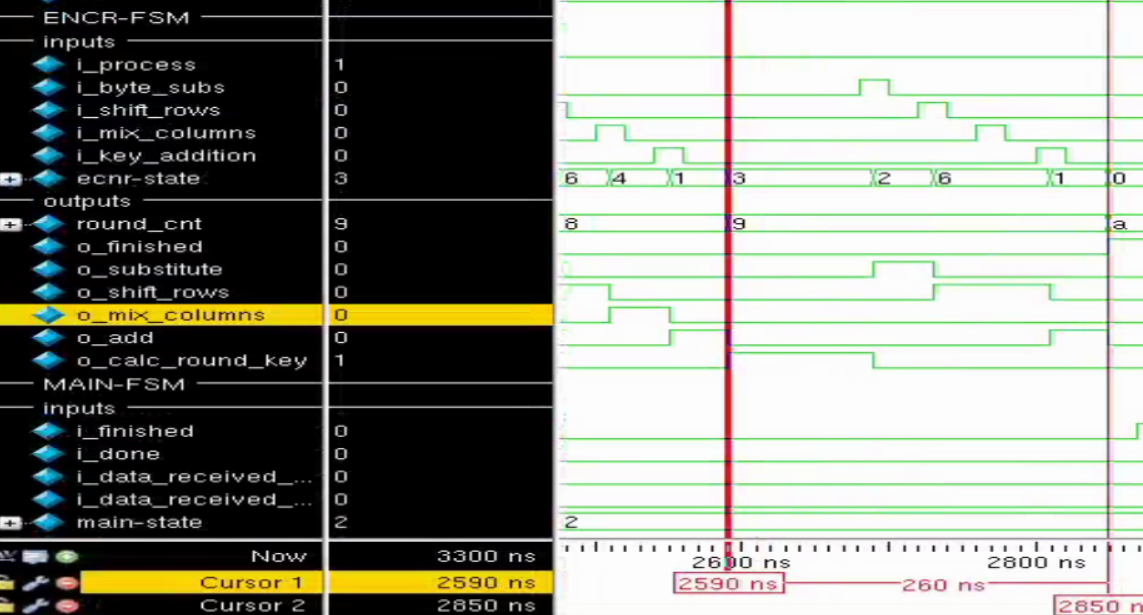 ENCR-FSM
inputs
i_process 1
i_byte_subs 0
i_shift_rows 0
i_mix_columns 0
i_key_addition 0
ecnr-state 3 6 4 1 3 2 6 1 0
outputs
round_cnt 9 8 9 a
o_finished 0
o_substitute 0
o_shift_rows 0
o_mix_columns 0
o_add 0
o_calc_round_key 1
MAIN-FSM
inputs
i_finished 0
i_done 0
i_data_received_... 0
i_data_received_... 0
main-state 2 2
Now 3300 ns 2600 ns 2800 ns
Cursor 1 2590 ns 2590 ns 260 ns
Cursor 2 2850 ns 2850 n